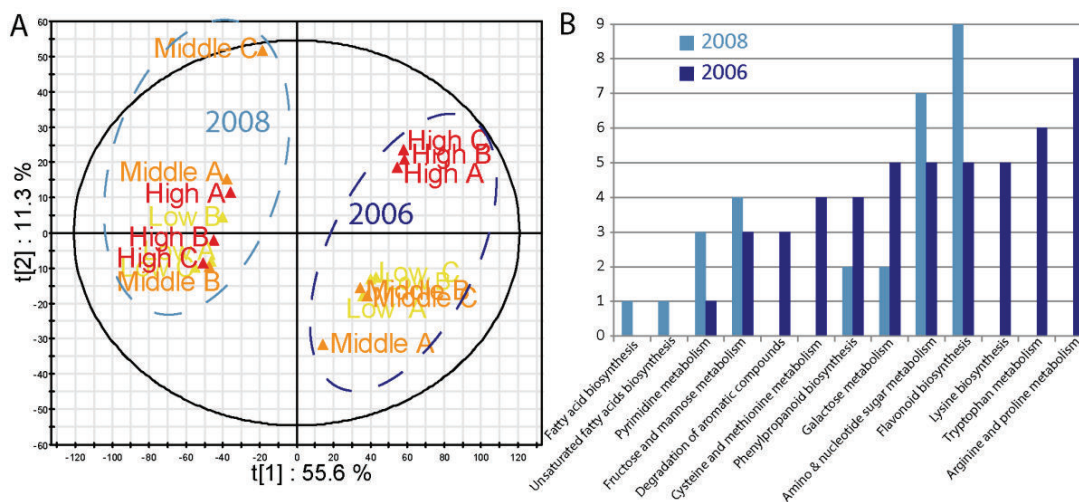 A
60
50
40
30
20
10
0
-10
-20
-30
-40
-50
-60
t[2] : 11.3 %
-120 -100 -80 -60 -40 -20 0 20 40 60 80 100 120
t[1] : 55.6 %
Middle C
2008
Middle A
High A
Low B
High B
High C
Middle B
High C
High B
High A
2006
Low C
Middle B
Middle C
Low A
Middle A
B
2008
2006
9
8
7
6
5
4
3
2
1
0
Fatty acid biosynthesis
Unsaturated fatty acids biosynthesis
Pyrimidine metabolism
Fructose and mannose metabolism
Degradation of aromatic compounds
Cysteine and methionine metabolism
Phenylpropanoid biosynthesis
Galactose metabolism
Amino & nucleotide sugar metabolism
Flavonoid biosynthesis
Lysine biosynthesis
Tryptophan metabolism
Arginine and proline metabolism